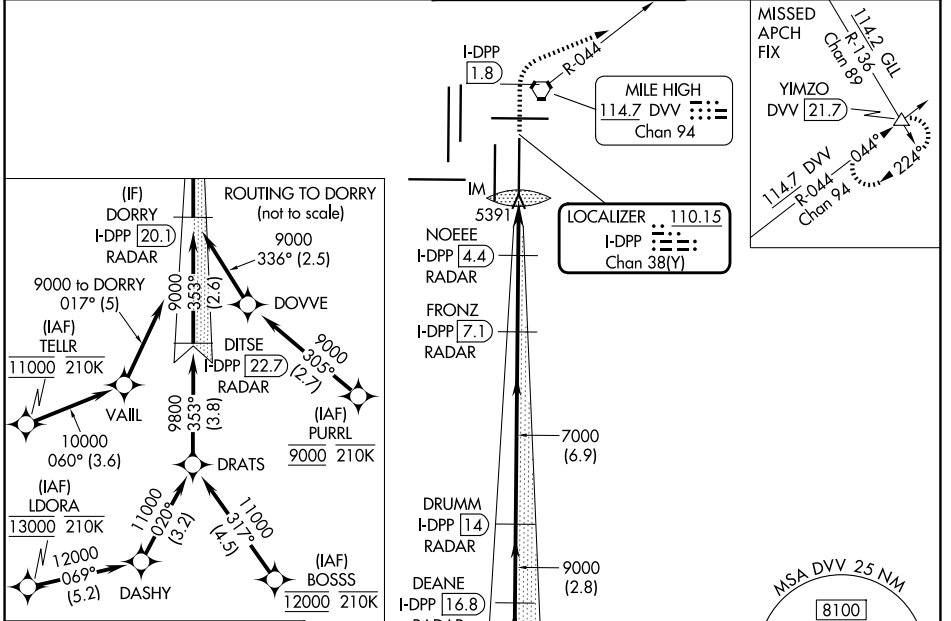 I-DPP
1.8
R-044
MILE HIGH
114.7 DVV
Chan 94
MISSED
APCH
FIX
114.2 GLL
R-136
Chan 89
YIMZO
DVV 21.7
114.7 DVV
R-044
Chan 94
044°
224°
IM
5391
LOCALIZER 110.15
I-DPP
Chan 38(Y)
NOEEE
I-DPP 4.4
RADAR
FRONZ
I-DPP 7.1
RADAR
7000
(6.9)
DRUMM
I-DPP 14
RADAR
9000
(2.8)
DEANE
I-DPP 16.8
ROUTING TO DORRY
(not to scale)
(IF)
DORRY
I-DPP 20.1
RADAR
9000
336° (2.5)
9000 to DORRY
017° (5)
9000
353°
(2.6)
DOVVE
(IAF)
TELLR
11000 210K
DITSE
I-DPP 22.7
RADAR
9000
305°
(2.7)
VAIIL
(IAF)
PURRL
9000 210K
10000
060° (3.6)
9800
353°
(3.8)
DRATS
(IAF)
LDORA
13000 210K
11000
020°
(3.2)
11000
317°
(4.5)
12000
069°
(5.2)
DASHY
(IAF)
BOSSS
12000 210K
MSA DVV 25 NM
8100